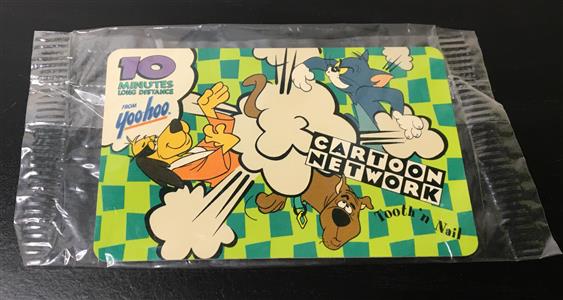 10
MINUTES
LONG DISTANCE
FROM
yoohoo
CARTOON
NETWORK
Tooth n Nail